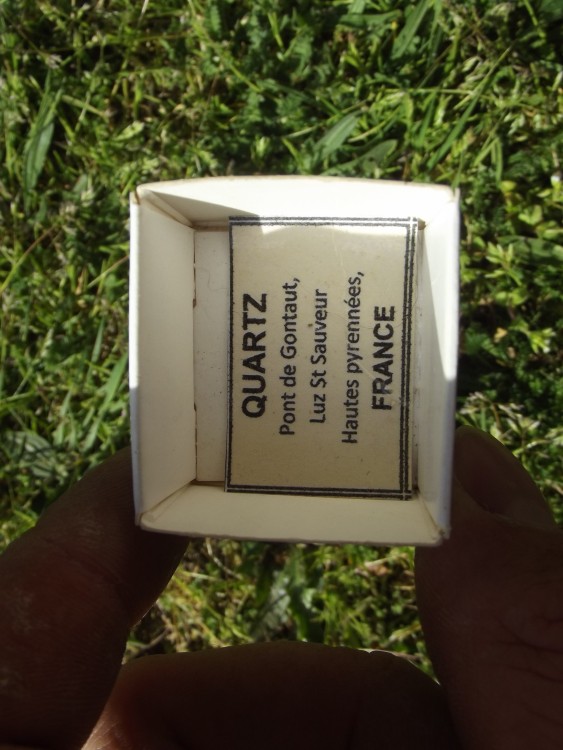 QUARTZ
Pont de Gontaut,
Luz St Sauveur
Hautes pyrennées,
FRANCE